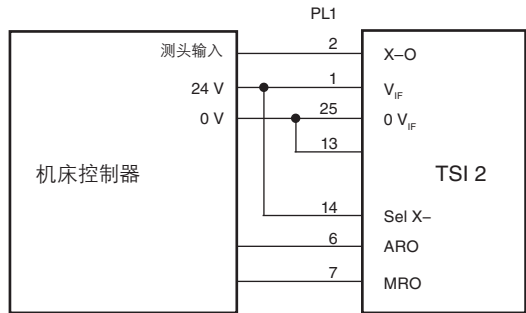 PL1
测头输入 2 X–O
24 V 1 V_IF
0 V 25 0 V_IF
13
机床控制器 TSI 2
14 Sel X–
6 ARO
7 MRO